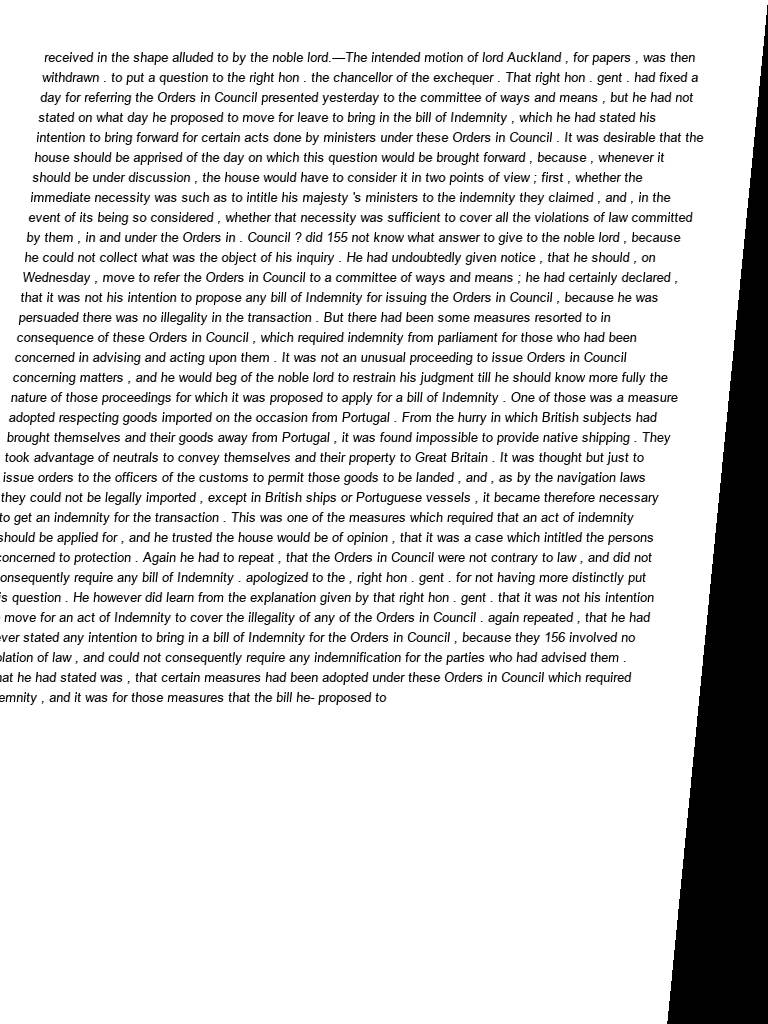 received in the shape alluded to by the noble lord.—The intended motion of lord Auckland , for papers , was then
withdrawn . to put a question to the right hon . the chancellor of the exchequer . That right hon . gent . had fixed a
day for referring the Orders in Council presented yesterday to the committee of ways and means , but he had not
stated on what day he proposed to move for leave to bring in the bill of Indemnity , which he had stated his
intention to bring forward for certain acts done by ministers under these Orders in Council . It was desirable that the
house should be apprised of the day on which this question would be brought forward , because , whenever it
should be under discussion , the house would have to consider it in two points of view ; first , whether the
immediate necessity was such as to intitle his majesty 's ministers to the indemnity they claimed , and , in the
event of its being so considered , whether that necessity was sufficient to cover all the violations of law committed
by them , in and under the Orders in . Council ? did 155 not know what answer to give to the noble lord , because
he could not collect what was the object of his inquiry . He had undoubtedly given notice , that he should , on
Wednesday , move to refer the Orders in Council to a committee of ways and means ; he had certainly declared ,
that it was not his intention to propose any bill of Indemnity for issuing the Orders in Council , because he was
persuaded there was no illegality in the transaction . But there had been some measures resorted to in
consequence of these Orders in Council , which required indemnity from parliament for those who had been
concerned in advising and acting upon them . It was not an unusual proceeding to issue Orders in Council
concerning matters , and he would beg of the noble lord to restrain his judgment till he should know more fully the
nature of those proceedings for which it was proposed to apply for a bill of Indemnity . One of those was a measure
adopted respecting goods imported on the occasion from Portugal . From the hurry in which British subjects had
brought themselves and their goods away from Portugal , it was found impossible to provide native shipping . They
took advantage of neutrals to convey themselves and their property to Great Britain . It was thought but just to
issue orders to the officers of the customs to permit those goods to be landed , and , as by the navigation laws
they could not be legally imported , except in British ships or Portuguese vessels , it became therefore necessary
to get an indemnity for the transaction . This was one of the measures which required that an act of indemnity
should be applied for , and he trusted the house would be of opinion , that it was a case which intitled the persons
concerned to protection . Again he had to repeat , that the Orders in Council were not contrary to law , and did not
onsequently require any bill of Indemnity . apologized to the , right hon . gent . for not having more distinctly put
is question . He however did learn from the explanation given by that right hon . gent . that it was not his intention
move for an act of Indemnity to cover the illegality of any of the Orders in Council . again repeated , that he had
ver stated any intention to bring in a bill of Indemnity for the Orders in Council , because they 156 involved no
lation of law , and could not consequently require any indemnification for the parties who had advised them .
at he had stated was , that certain measures had been adopted under these Orders in Council which required
emnity , and it was for those measures that the bill he- proposed to